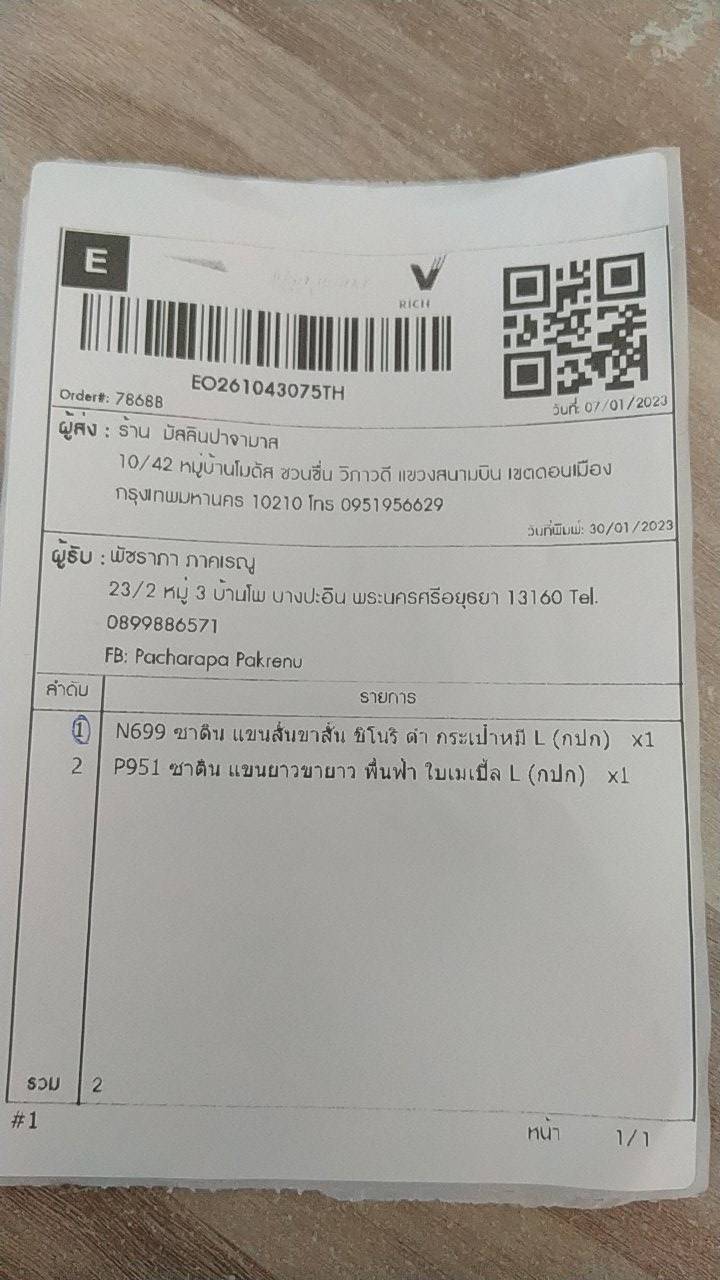 E
RICH
EO261043075TH
Order#: 7868B
วันที่: 07/01/2023
ผู้ส่ง : ร้าน มัสลินปาจามาส
10/42 หมู่บ้านโมดัส ชวนชื่น วิภาวดี แขวงสนามบิน เขตดอนเมือง
กรุงเทพมหานคร 10210 โทร 0951956629
วันที่พิมพ์: 30/01/2023
ผู้รับ : พัชราภา ภาคเรณู
23/2 หมู่ 3 บ้านโพ บางปะอิน พระนครศรีอยุธยา 13160 Tel.
0899886571
FB: Pacharapa Pakrenu
ลำดับ รายการ
1 N699 ซาติน แขนสั้นขาสั้น ชิโนริ ดำ กระเป๋าหมี L (กปก) x1
2 P951 ซาติน แขนยาวขายาว พื้นฟ้า ใบเมเปิ้ล L (กปก) x1
รวม 2
#1 หน้า 1/1